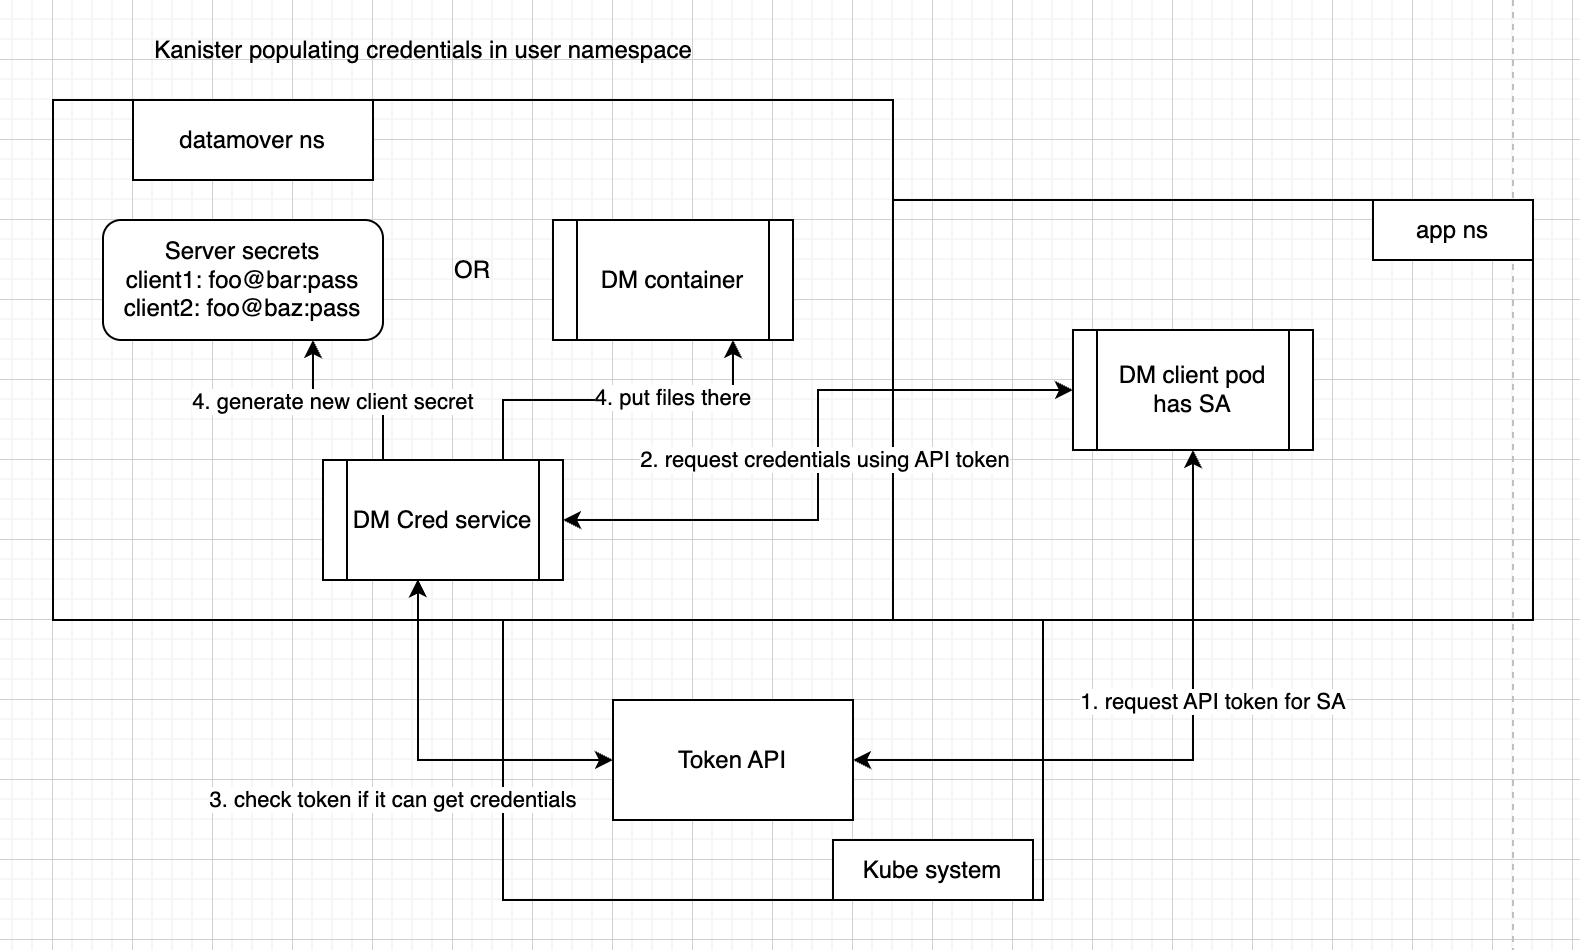 Kanister populating credentials in user namespace
datamover ns
app ns
Server secrets
client1: foo@bar:pass
client2: foo@baz:pass
OR
DM container
DM client pod
has SA
4. generate new client secret
4. put files there
2. request credentials using API token
DM Cred service
1. request API token for SA
Token API
3. check token if it can get credentials
Kube system